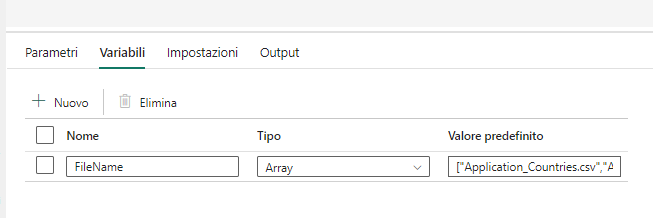 Parametri Variabili Impostazioni Output
Nuovo Elimina
Nome Tipo Valore predefinito
FileName Array ["Application_Countries.csv","A